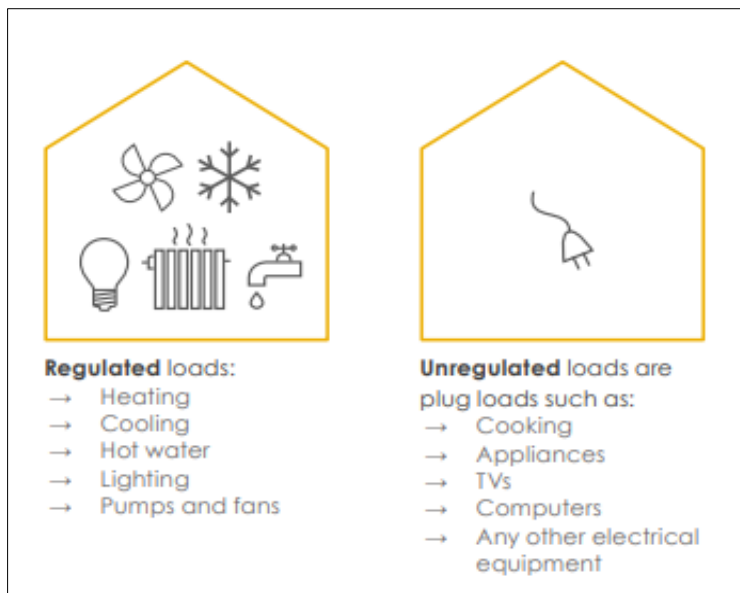 Regulated loads:
→ Heating
→ Cooling
→ Hot water
→ Lighting
→ Pumps and fans
Unregulated loads are
plug loads such as:
→ Cooking
→ Appliances
→ TVs
→ Computers
→ Any other electrical
equipment